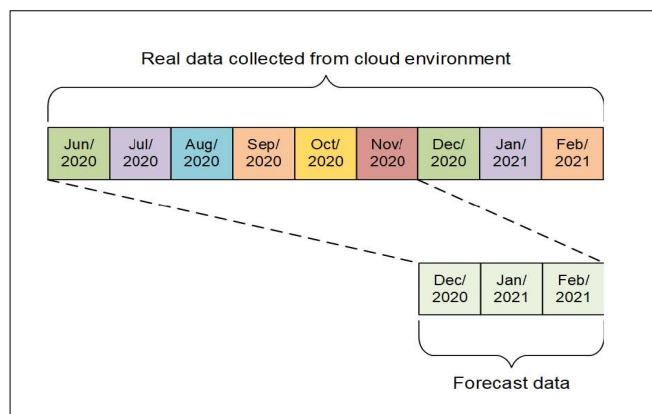 Real data collected from cloud environment
Jun/
2020
Jul/
2020
Aug/
2020
Sep/
2020
Oct/
2020
Nov/
2020
Dec/
2020
Jan/
2021
Feb/
2021
Dec/
2020
Jan/
2021
Feb/
2021
Forecast data